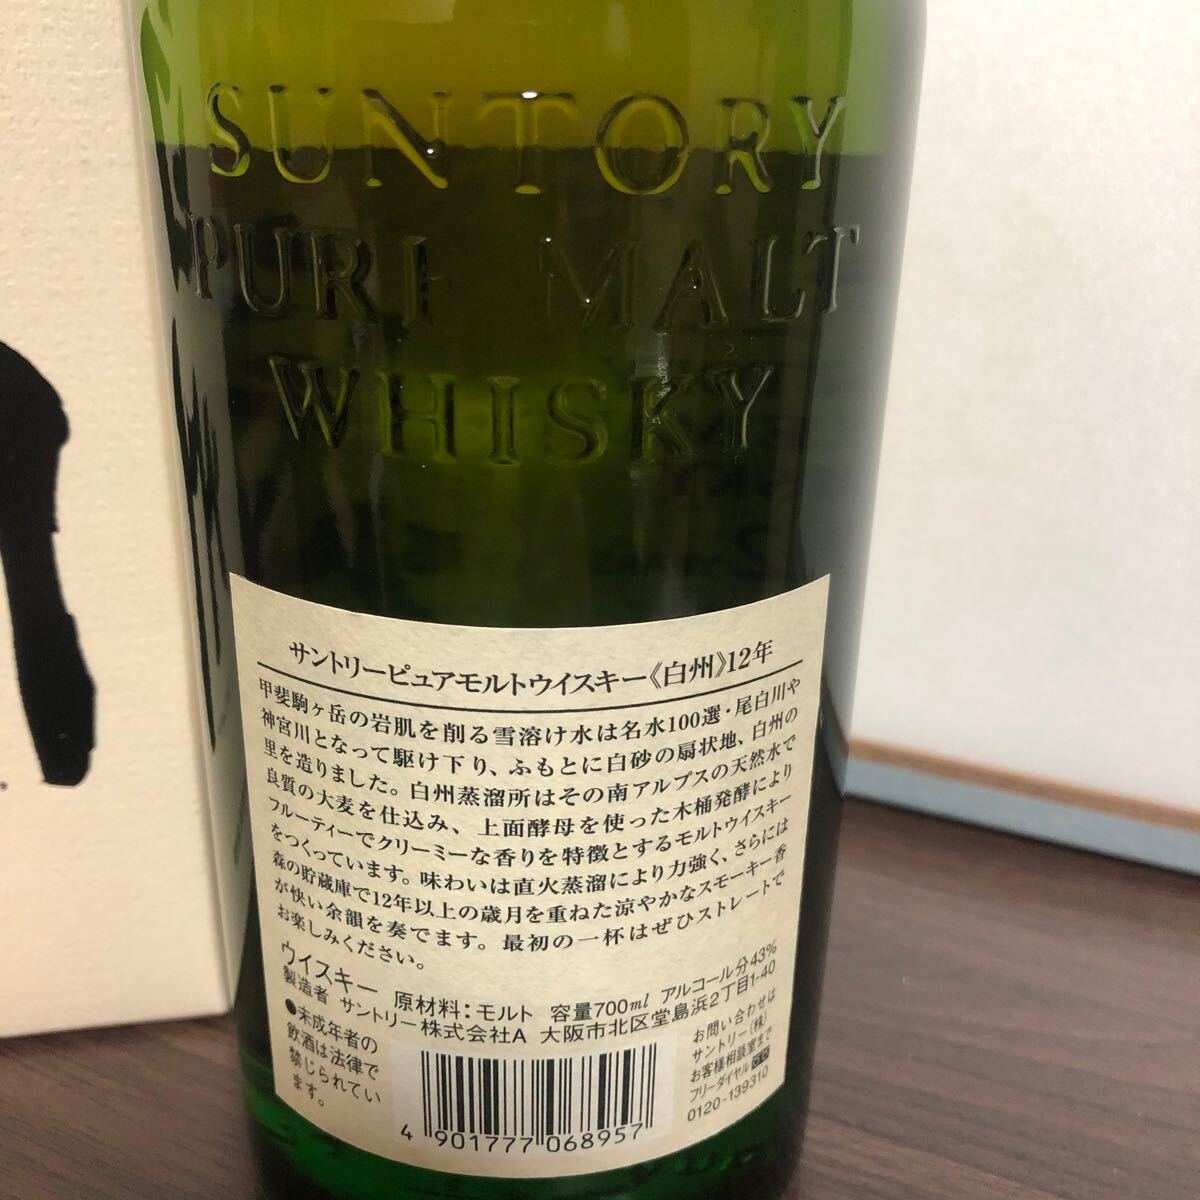 SUNTORY
PURE MALT
WHISKY
サントリーピュアモルトウイスキー《白州》12年
甲斐駒ヶ岳の岩肌を削る雪溶け水は名水100選・尾白川や
神宮川となって駆け下り、ふもとに白砂の扇状地、白州の
里を造りました。白州蒸溜所はその南アルプスの天然水で
良質の大麦を仕込み、上面酵母を使った木桶発酵により
フルーティーでクリーミーな香りを特徴とするモルトウイスキー
をつくっています。味わいは直火蒸溜により力強く、さらには
森の貯蔵庫で12年以上の歳月を重ねた涼やかなスモーキー香
が快い余韻を奏でます。最初の一杯はぜひストレートで
お楽しみください。
ウイスキー 原材料：モルト 容量700ml アルコール分43%
製造者 サントリー株式会社A 大阪市北区堂島浜2丁目1-40
●未成年者の
飲酒は法律で
禁じられてい
ます。
お問い合わせは
サントリー(株)
お客様相談室まで
フリーダイヤル
0120-139310
4 901777 068957